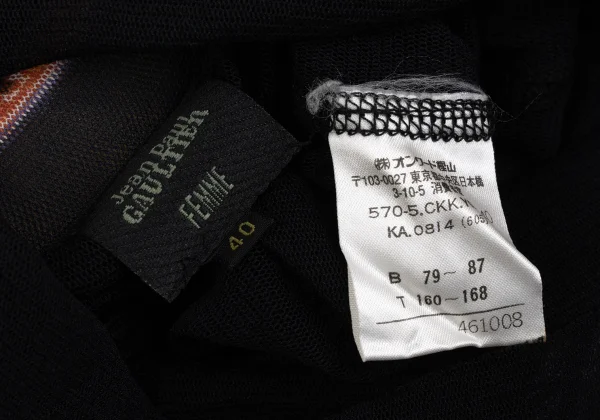 Jean Paul
GAULTIER
FEMME
40
(株)オンワード樫山
〒103-0027 東京都中央区日本橋
3-10-5 消
570-5.CKK.
KA.0814
B 79~ 87
T 160~168
461008